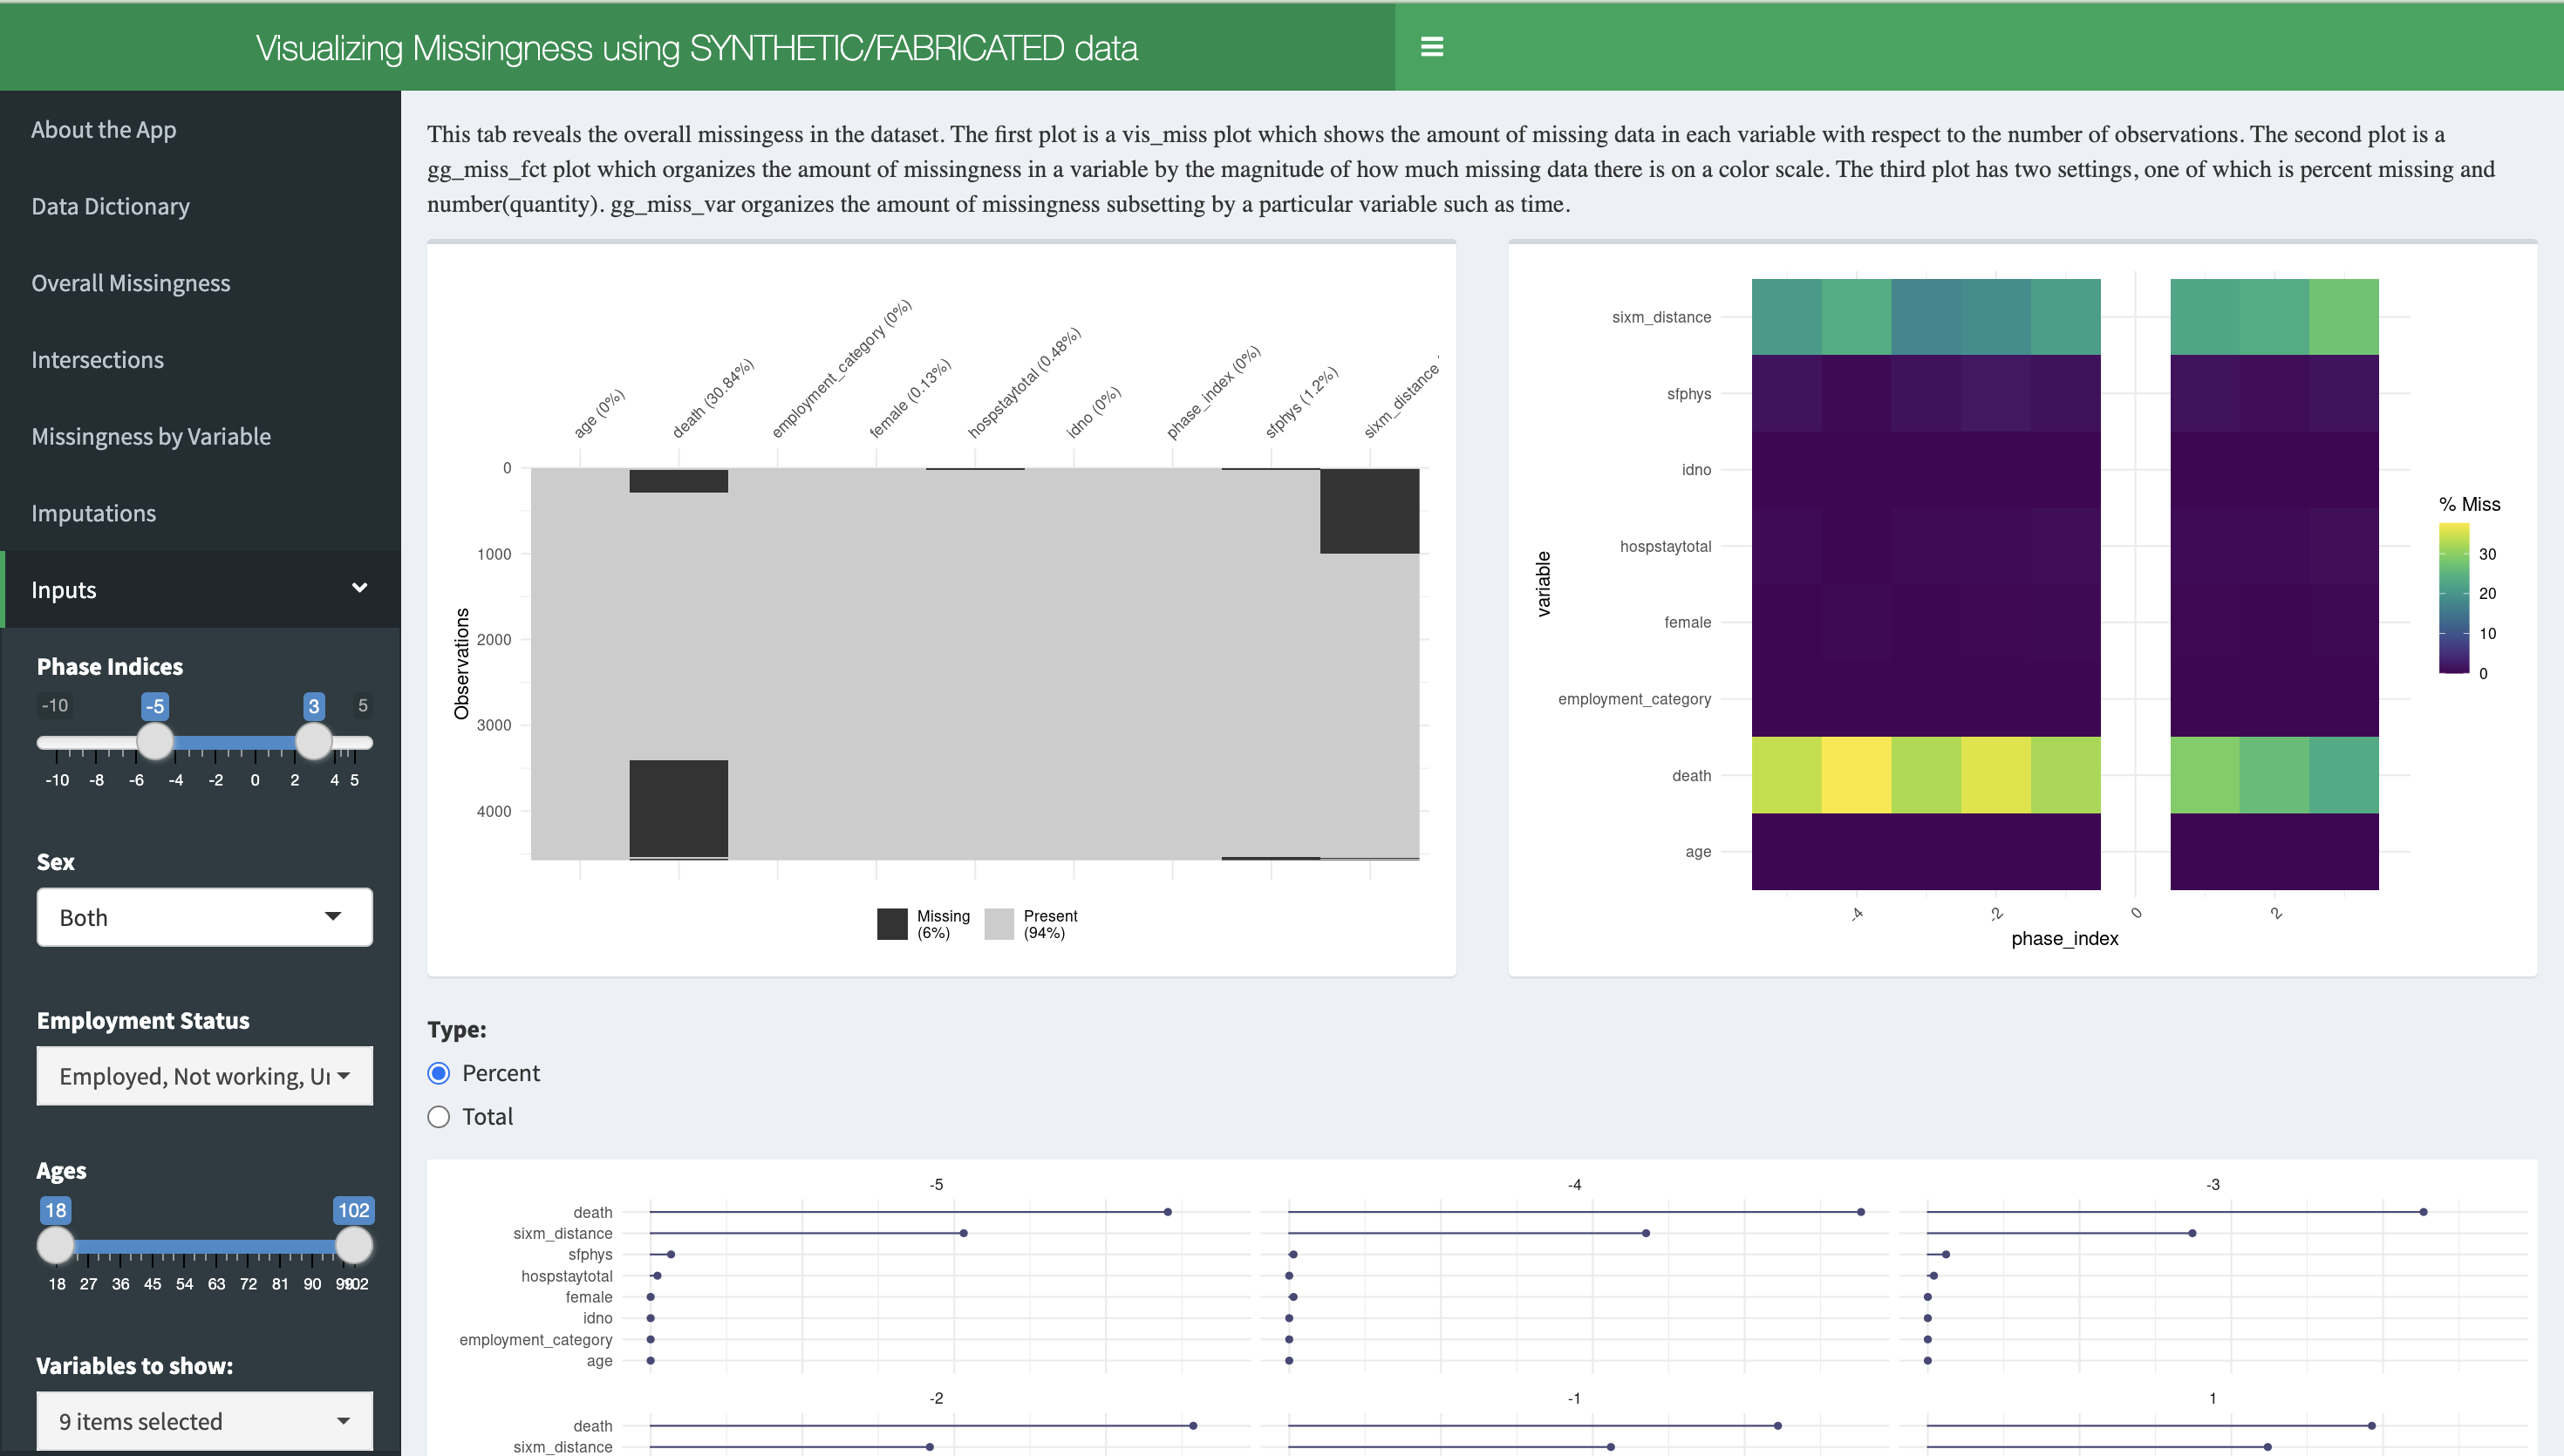 Visualizing Missingness using SYNTHETIC/FABRICATED data
About the App
Data Dictionary
Overall Missingness
Intersections
Missingness by Variable
Imputations
Inputs
Phase Indices
-10 -5 3 5
-10 -8 -6 -4 -2 0 2 4 5
Sex
Both
Employment Status
Employed, Not working, Ur
Ages
18 102
18 27 36 45 54 63 72 81 90 99 102
Variables to show:
9 items selected
This tab reveals the overall missingess in the dataset. The first plot is a vis_miss plot which shows the amount of missing data in each variable with respect to the number of observations. The second plot is a
gg_miss_fct plot which organizes the amount of missingness in a variable by the magnitude of how much missing data there is on a color scale. The third plot has two settings, one of which is percent missing and
number(quantity). gg_miss_var organizes the amount of missingness subsetting by a particular variable such as time.
age (0%)
death (30.84%)
employment_category (0%)
female (0.13%)
hospstaytotal (0.48%)
idno (0%)
phase_index (0%)
sfphys (1.2%)
sixm_distance
Observations
0
1000
2000
3000
4000
Missing
(6%)
Present
(94%)
variable
sixm_distance
sfphys
idno
hospstaytotal
female
employment_category
death
age
-4 -2 0 2
phase_index
% Miss
30
20
10
0
Type:
Percent
Total
-5 -4 -3
death
sixm_distance
sfphys
hospstaytotal
female
idno
employment_category
age
-2 -1 1
death
sixm_distance